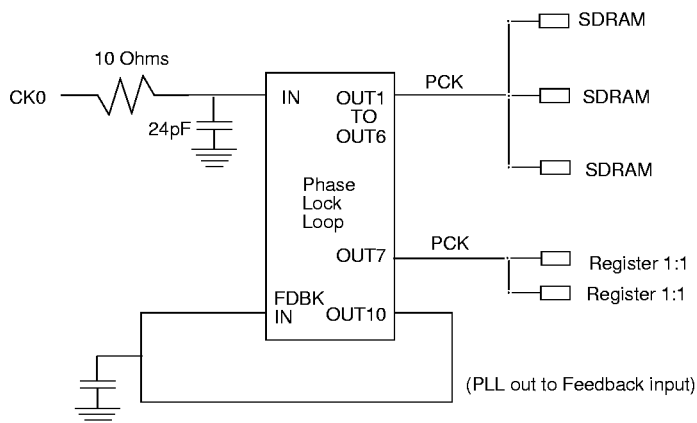 SDRAM
10 Ohms
CK0
IN
OUT1
TO
OUT6
PCK
SDRAM
24pF
SDRAM
Phase
Lock
Loop
OUT7
PCK
Register 1:1
Register 1:1
FDBK
IN
OUT10
(PLL out to Feedback input)